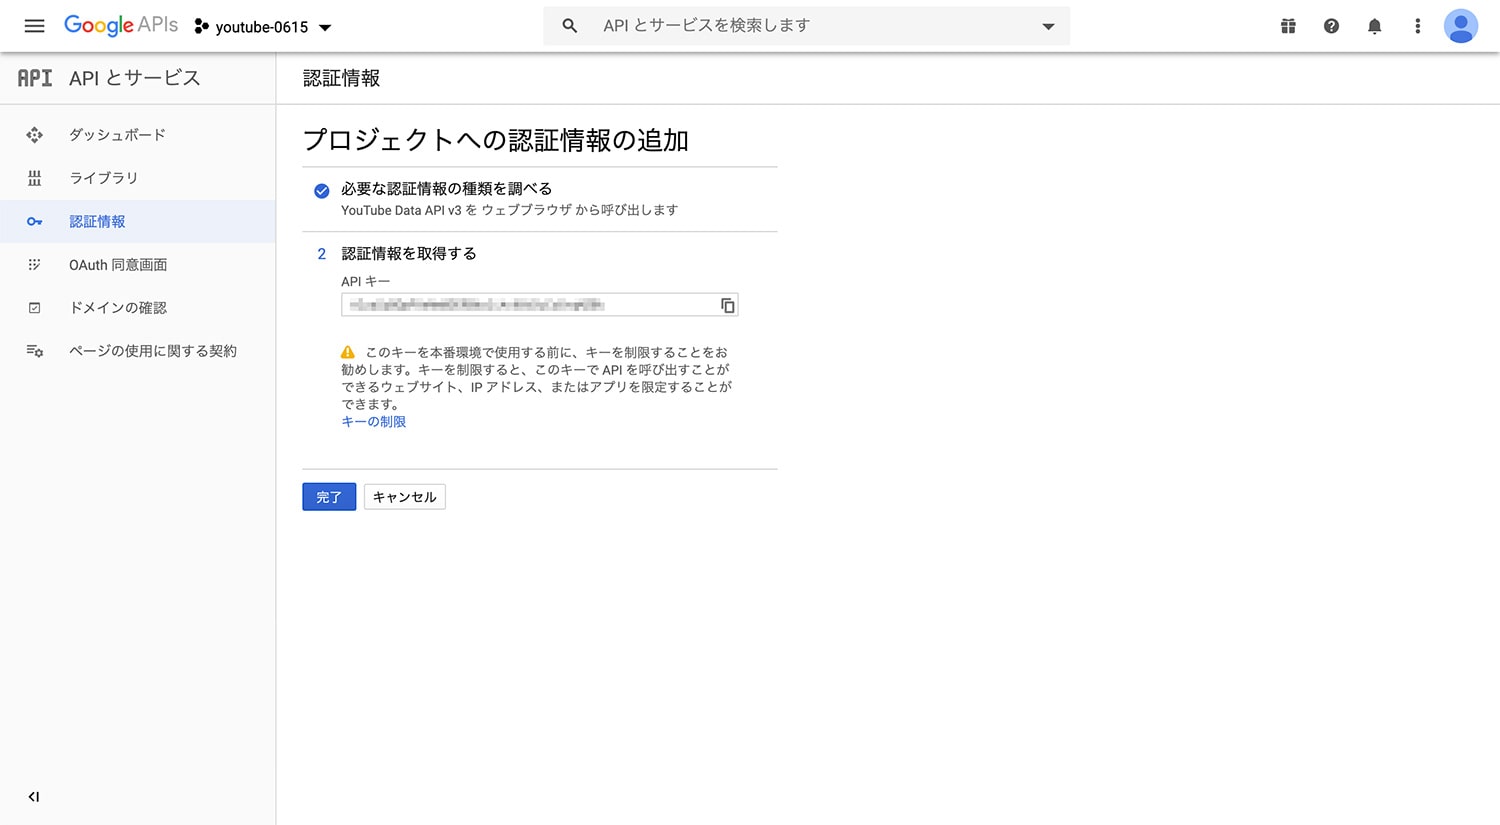 Google APIs
youtube-0615
API とサービスを検索します
API API とサービス
認証情報
ダッシュボード
ライブラリ
認証情報
OAuth 同意画面
ドメインの確認
ページの使用に関する契約
プロジェクトへの認証情報の追加
必要な認証情報の種類を調べる
YouTube Data API v3 を ウェブブラウザ から呼び出します
2 認証情報を取得する
API キー
このキーを本番環境で使用する前に、キーを制限することをお
勧めします。キーを制限すると、このキーで API を呼び出すことが
できるウェブサイト、IP アドレス、またはアプリを限定することが
できます。
キーの制限
完了
キャンセル